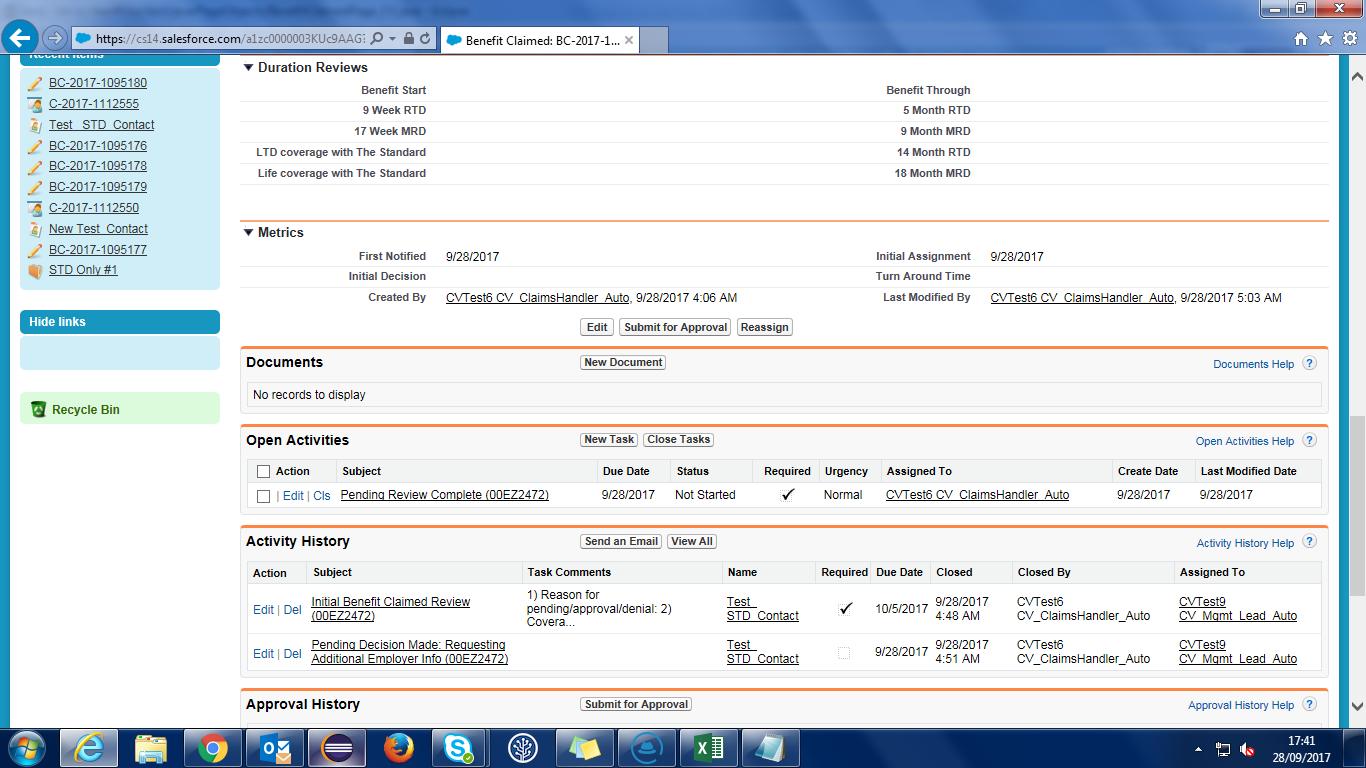 https://cs14.salesforce.com/a1zc0000003KUc9AAG
Benefit Claimed: BC-2017-1...
Recent Items
BC-2017-1095180
C-2017-1112555
Test_ STD_Contact
BC-2017-1095176
BC-2017-1095178
BC-2017-1095179
C-2017-1112550
New Test_Contact
BC-2017-1095177
STD Only #1
Hide links
Recycle Bin
Duration Reviews
Benefit Start Benefit Through
9 Week RTD 5 Month RTD
17 Week MRD 9 Month MRD
LTD coverage with The Standard 14 Month RTD
Life coverage with The Standard 18 Month MRD
Metrics
First Notified 9/28/2017 Initial Assignment 9/28/2017
Initial Decision Turn Around Time
Created By CVTest6 CV_ClaimsHandler_Auto, 9/28/2017 4:06 AM Last Modified By CVTest6 CV_ClaimsHandler_Auto, 9/28/2017 5:03 AM
Edit Submit for Approval Reassign
Documents New Document Documents Help ?
No records to display
Open Activities New Task Close Tasks Open Activities Help ?
Action Subject Due Date Status Required Urgency Assigned To Create Date Last Modified Date
| Edit | Cls Pending Review Complete (00EZ2472) 9/28/2017 Not Started Normal CVTest6 CV_ClaimsHandler_Auto 9/28/2017 9/28/2017
Activity History Send an Email View All Activity History Help ?
Action Subject Task Comments Name Required Due Date Closed Closed By Assigned To
Edit | Del Initial Benefit Claimed Review (00EZ2472) 1) Reason for pending/approval/denial: 2) Covera... Test_ STD_Contact 10/5/2017 9/28/2017 4:48 AM CVTest6 CV_ClaimsHandler_Auto CVTest9 CV_Mgmt_Lead_Auto
Edit | Del Pending Decision Made: Requesting Additional Employer Info (00EZ2472) Test_ STD_Contact 9/28/2017 9/28/2017 4:51 AM CVTest6 CV_ClaimsHandler_Auto CVTest9 CV_Mgmt_Lead_Auto
Approval History Submit for Approval Approval History Help ?
17:41
28/09/2017